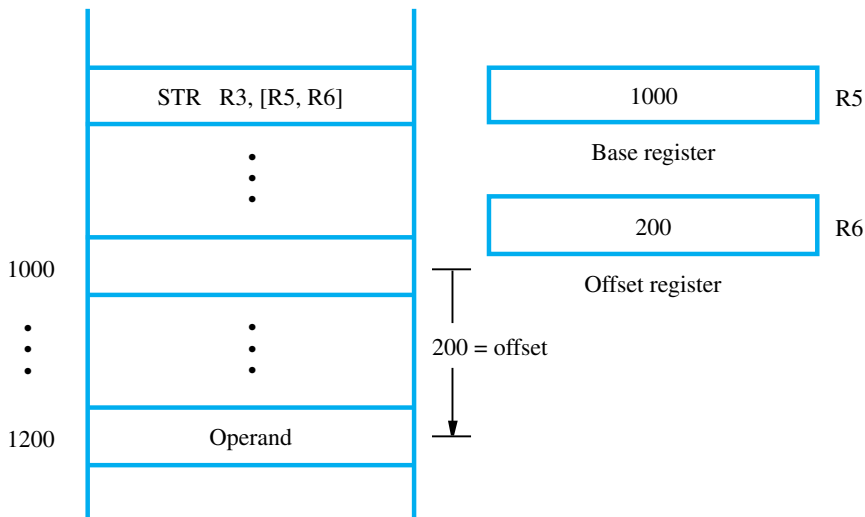 STR R3, [R5, R6]
1000 R5
Base register
200 R6
1000
Offset register
200 = offset
1200 Operand